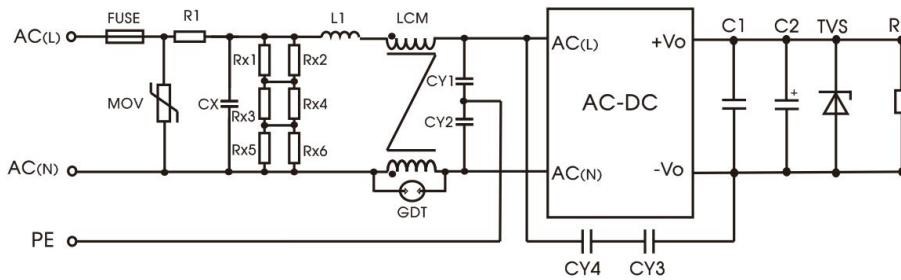 FUSE R1 L1 LCM C1 C2 TVS R
AC(L) AC(L) +Vo
Rx1 Rx2 CY1
MOV CX Rx3 Rx4 AC-DC
CY2
Rx5 Rx6
AC(N) AC(N) -Vo
GDT
PE
CY4 CY3